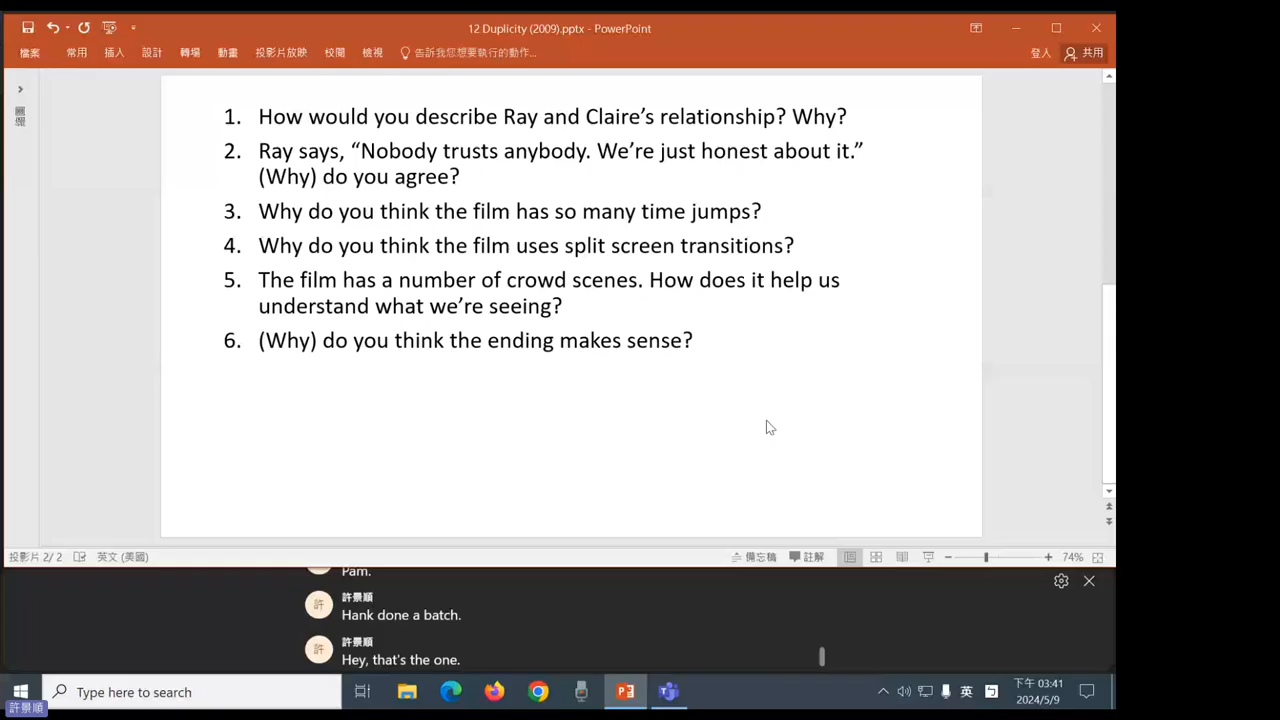 12 Duplicity (2009).pptx - PowerPoint
檔案 常用 插入 設計 轉場 動畫 投影片放映 校閱 檢視 告訴我您想要執行的動作... 登入 共用
1. How would you describe Ray and Claire’s relationship? Why?
2. Ray says, “Nobody trusts anybody. We’re just honest about it.”
(Why) do you agree?
3. Why do you think the film has so many time jumps?
4. Why do you think the film uses split screen transitions?
5. The film has a number of crowd scenes. How does it help us
understand what we’re seeing?
6. (Why) do you think the ending makes sense?
投影片 2/2 英文 (美國) 備忘稿 註解 74%
Pam.
許 許景順
Hank done a batch.
許 許景順
Hey, that's the one.
Type here to search
英
下午 03:41
2024/5/9
許景順